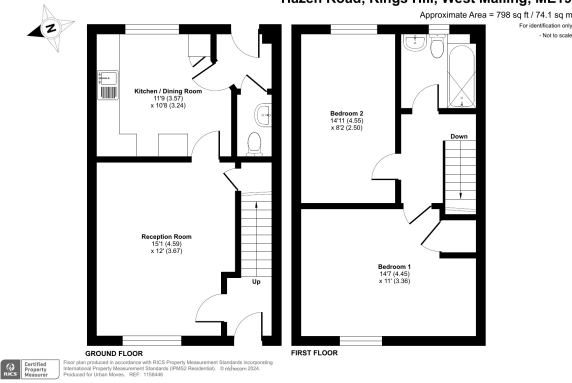 Hazen Road, Kings Hill, West Malling, ME19
Approximate Area = 798 sq ft / 74.1 sq m
For identification only
- Not to scale
N
Kitchen / Dining Room
11'9 (3.57)
x 10'8 (3.24)
Reception Room
15'1 (4.59)
x 12' (3.67)
Up
GROUND FLOOR
Bedroom 2
14'11 (4.55)
x 8'2 (2.50)
Down
Bedroom 1
14'7 (4.45)
x 11' (3.36)
FIRST FLOOR
RICS
Certified
Property
Measurer
Floor plan produced in accordance with RICS Property Measurement Standards incorporating
International Property Measurement Standards (IPMS2 Residential). © nichecom 2024.
Produced for Urban Moves. REF: 1156446